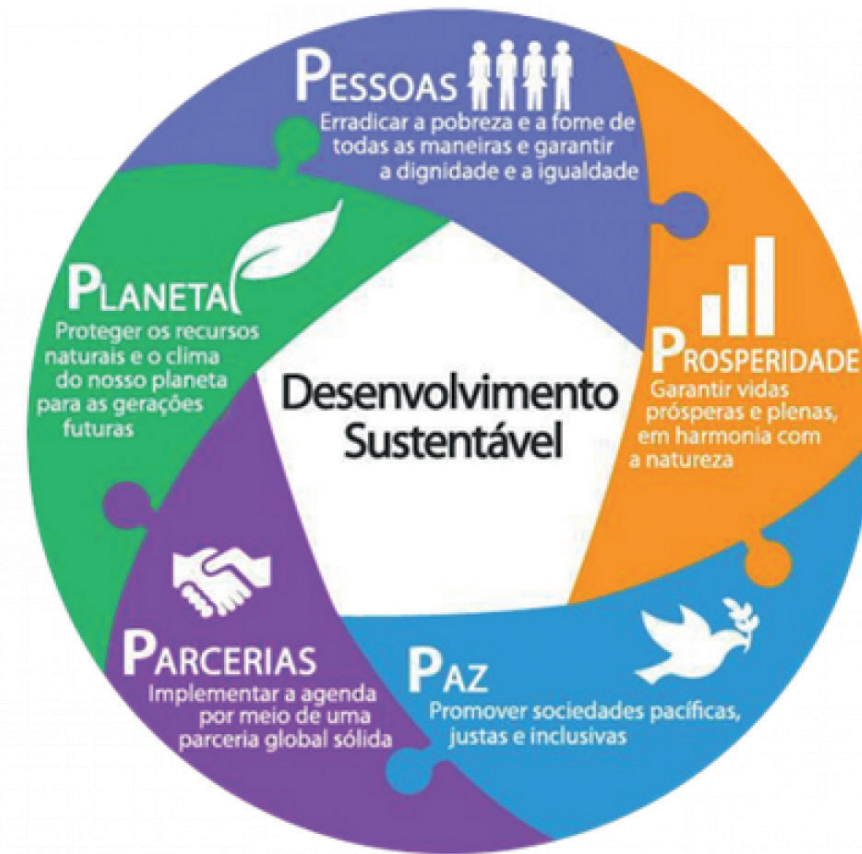 PESSOAS
Erradicar a pobreza e a fome de
todas as maneiras e garantir
a dignidade e a igualdade
PROSPERIDADE
Garantir vidas
prósperas e plenas,
em harmonia com
a natureza
PAZ
Promover sociedades pacíficas,
justas e inclusivas
PARCERIAS
Implementar a agenda
por meio de uma
parceria global sólida
PLANETA
Proteger os recursos
naturais e o clima
do nosso planeta
para as gerações
futuras
Desenvolvimento
Sustentável